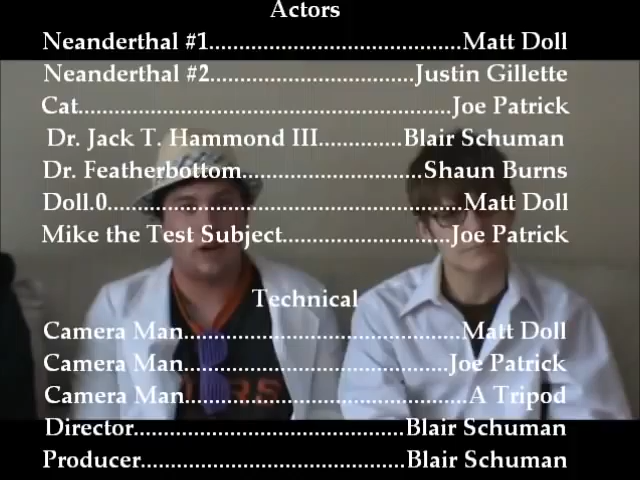 Actors
Neanderthal #1.......................................Matt Doll
Neanderthal #2...............................Justin Gillette
Cat.........................................................Joe Patrick
Dr. Jack T. Hammond III.............Blair Schuman
Dr. Featherbottom...........................Shaun Burns
Doll.0......................................................Matt Doll
Mike the Test Subject.........................Joe Patrick
Technical
Camera Man..........................................Matt Doll
Camera Man........................................Joe Patrick
Camera Man...........................................A Tripod
Director.........................................Blair Schuman
Producer........................................Blair Schuman